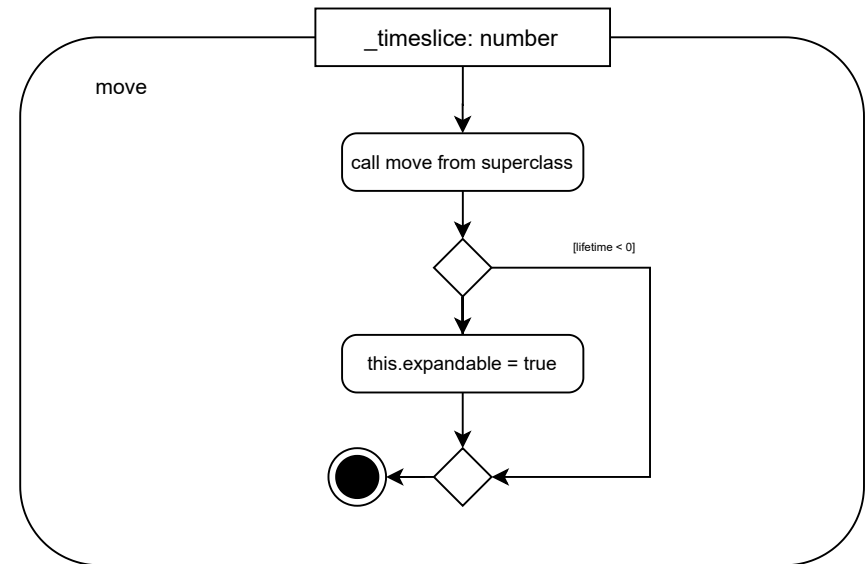 _timeslice: number
move
call move from superclass
[lifetime < 0]
this.expandable = true